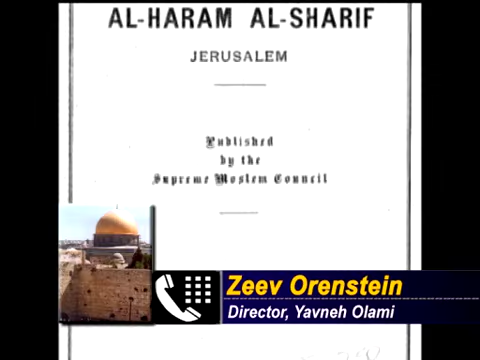 AL-HARAM AL-SHARIF
JERUSALEM
Published
by the
Supreme Moslem Council
Zeev Orenstein
Director, Yavneh Olami